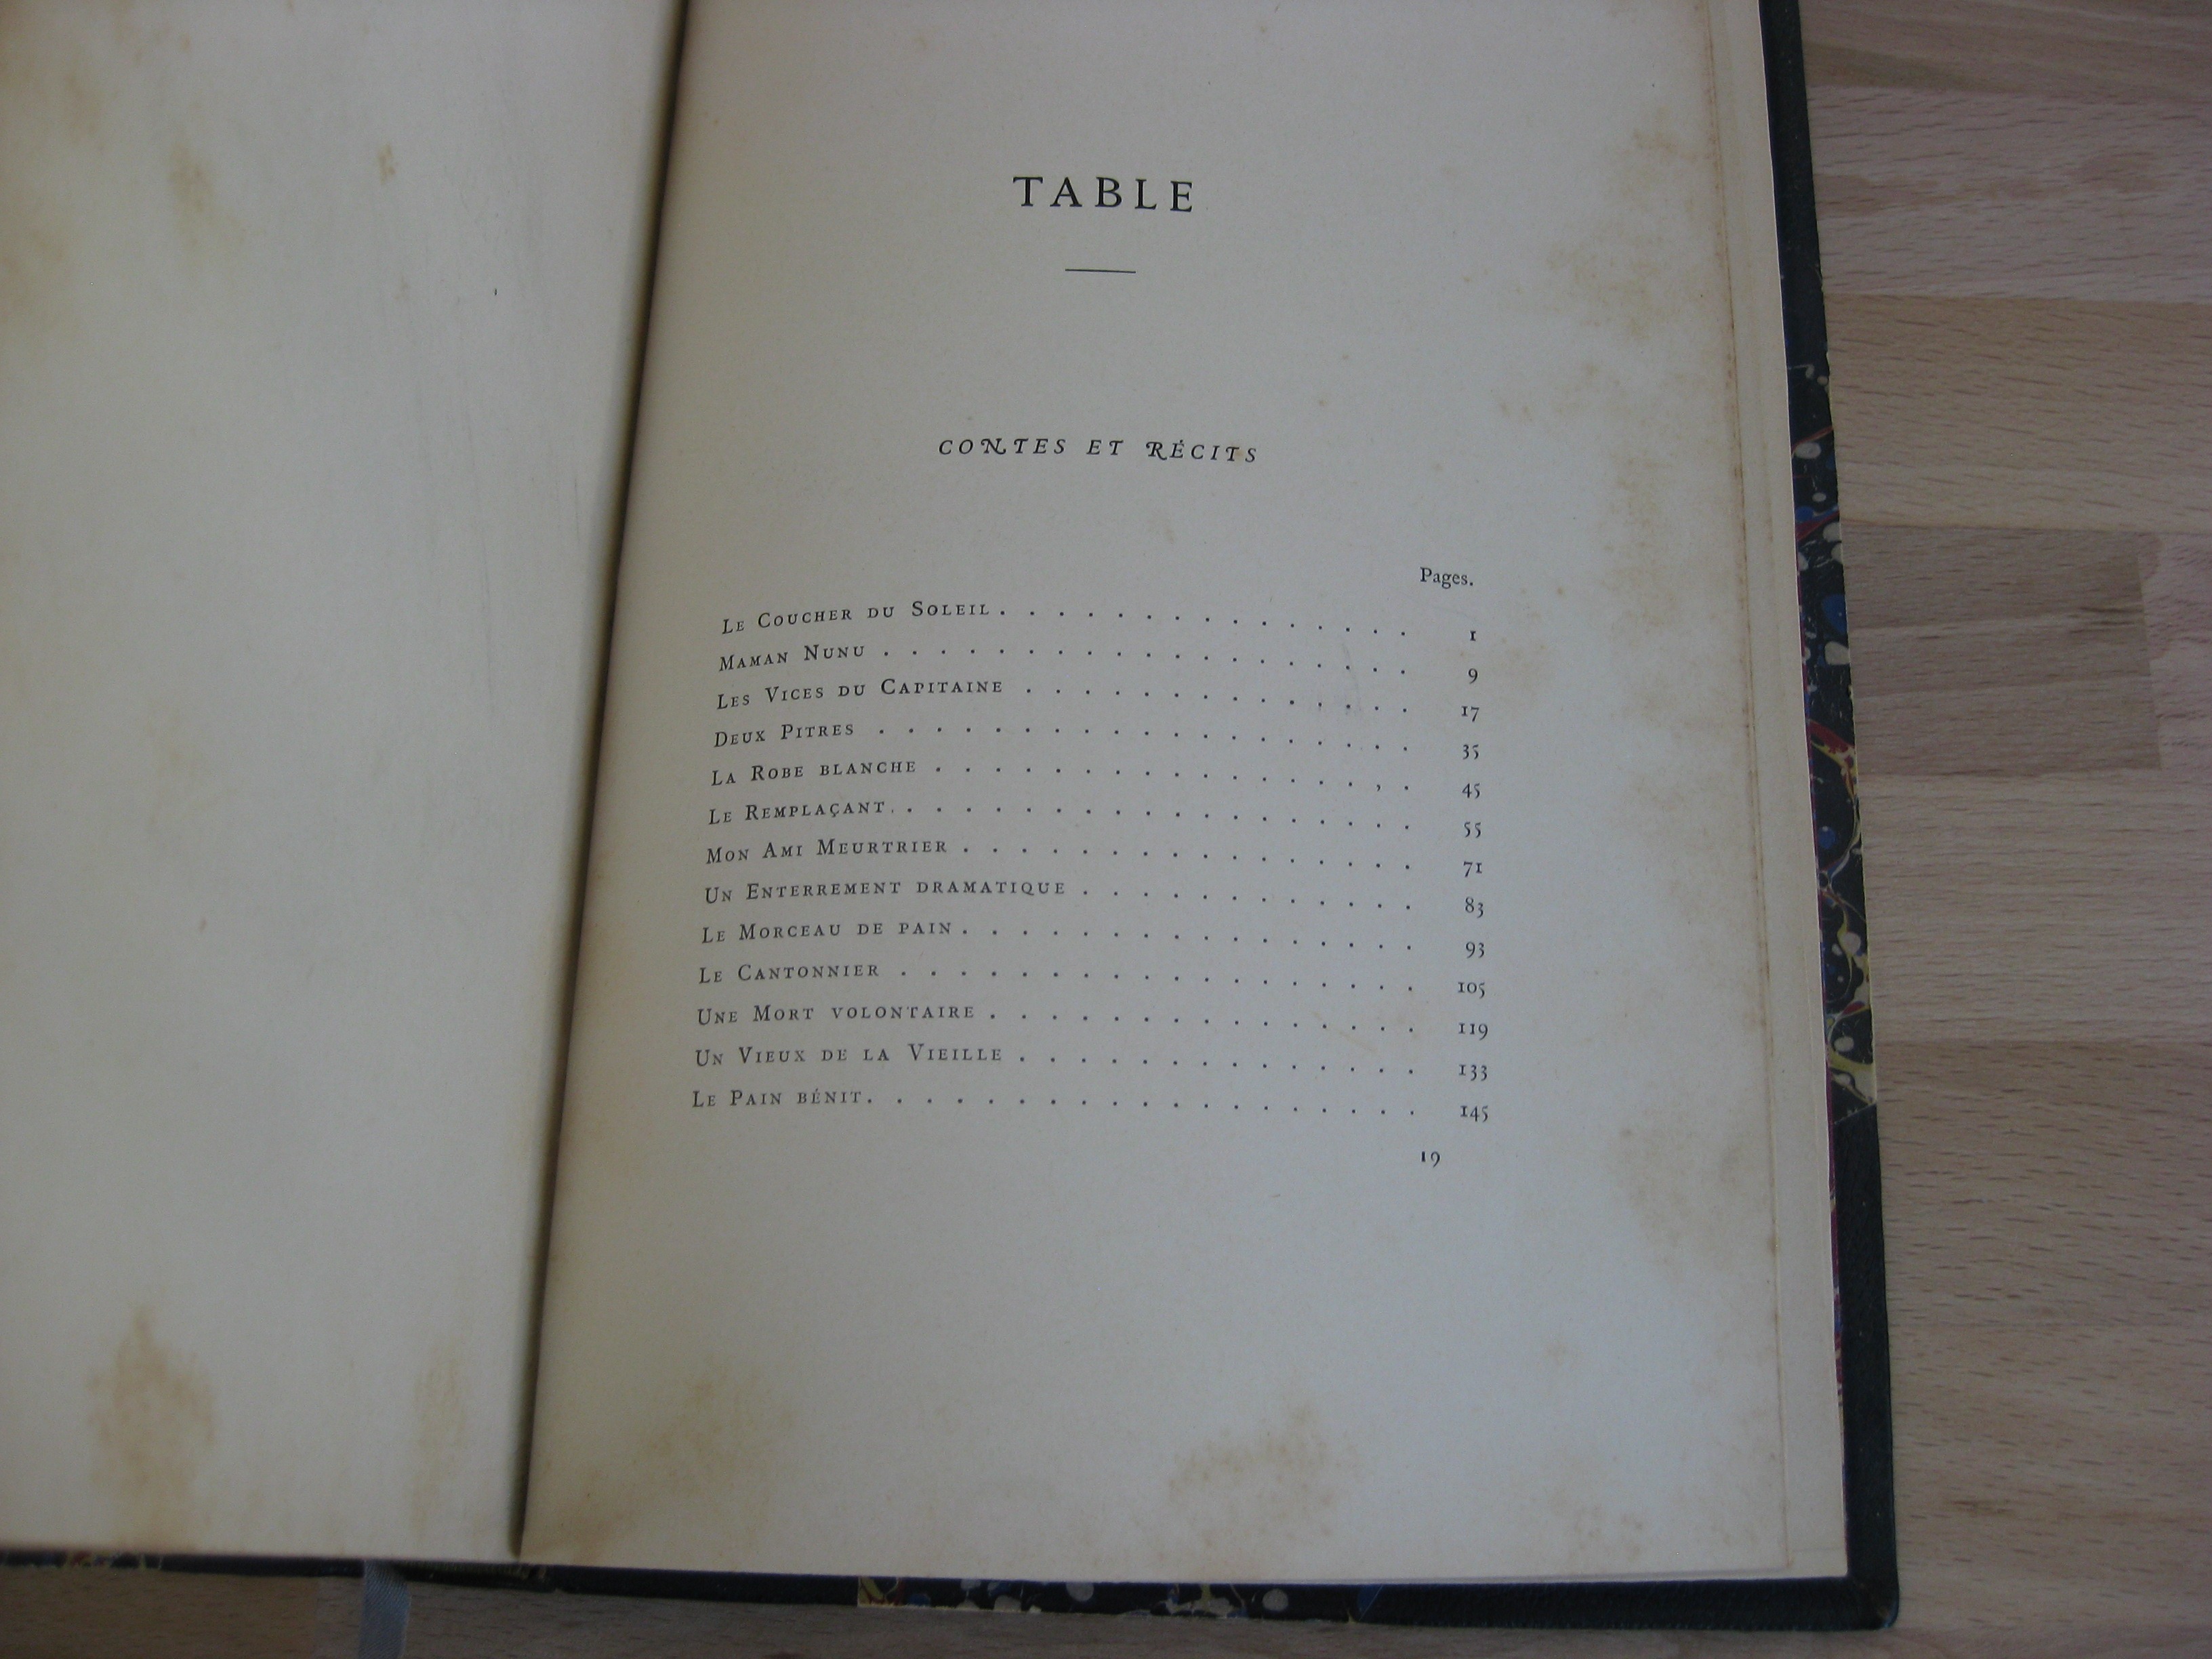 TABLE
CONTES ET RÉCITS
Pages.
LE COUCHER DU SOLEIL . . . . . . . . . . . . . . . 1
MAMAN NUNU . . . . . . . . . . . . . . . . . . . 9
LES VICES DU CAPITAINE . . . . . . . . . . . . . . 17
DEUX PITRES . . . . . . . . . . . . . . . . . . . 35
LA ROBE BLANCHE . . . . . . . . . . . . . . . . . 45
LE REMPLAÇANT . . . . . . . . . . . . . . . . . . 55
MON AMI MEURTRIER . . . . . . . . . . . . . . . . 71
UN ENTERREMENT DRAMATIQUE . . . . . . . . . . . . 83
LE MORCEAU DE PAIN . . . . . . . . . . . . . . . . 93
LE CANTONNIER . . . . . . . . . . . . . . . . . . 105
UNE MORT VOLONTAIRE . . . . . . . . . . . . . . . 119
UN VIEUX DE LA VIEILLE . . . . . . . . . . . . . . 133
LE PAIN BÉNIT . . . . . . . . . . . . . . . . . . . 145
19